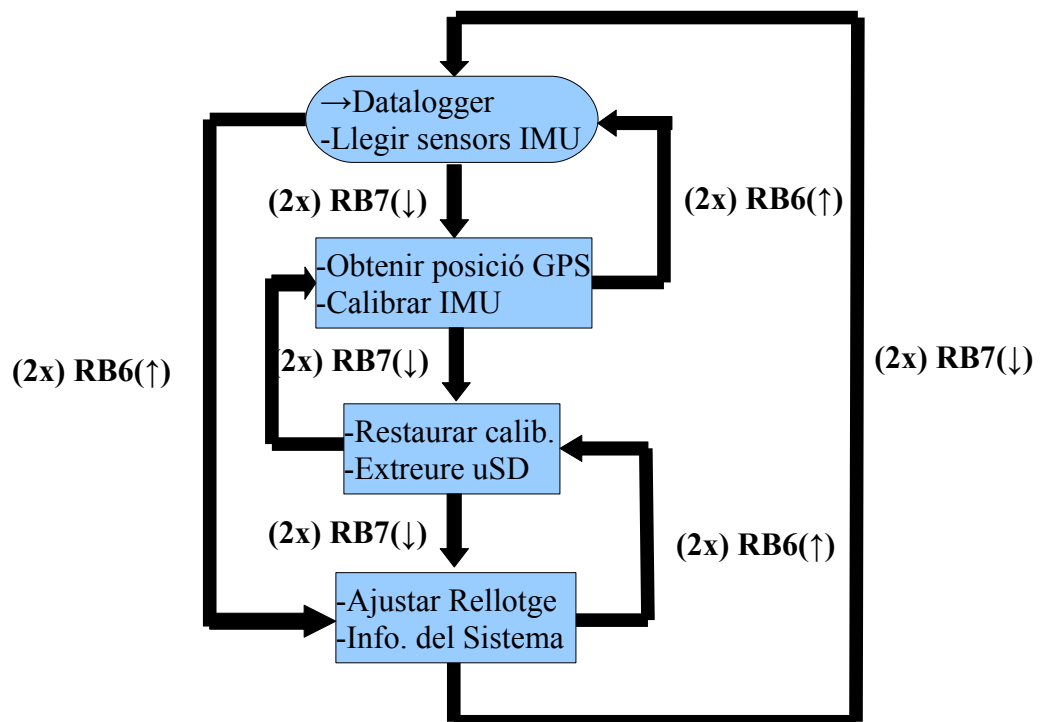 →Datalogger
-Llegir sensors IMU
(2x) RB7(↓)
(2x) RB6(↑)
-Obtenir posició GPS
-Calibrar IMU
(2x) RB6(↑)
(2x) RB7(↓)
(2x) RB7(↓)
-Restaurar calib.
-Extreure uSD
(2x) RB7(↓)
(2x) RB6(↑)
-Ajustar Rellotge
-Info. del Sistema